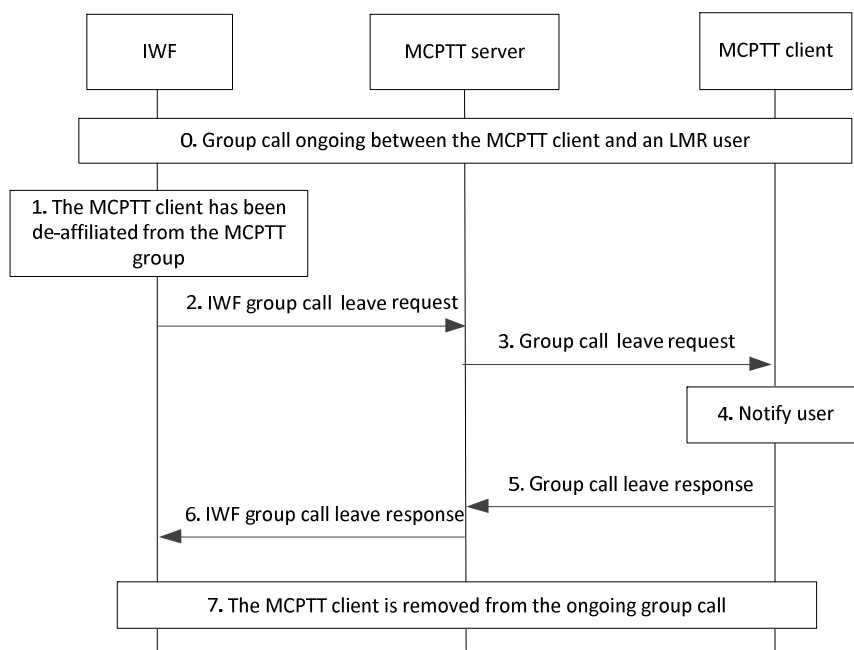 IWF
MCPTT server
MCPTT client
0. Group call ongoing between the MCPTT client and an LMR user
1. The MCPTT client has been
de-affiliated from the MCPTT
group
2. IWF group call leave request
3. Group call leave request
4. Notify user
5. Group call leave response
6. IWF group call leave response
7. The MCPTT client is removed from the ongoing group call